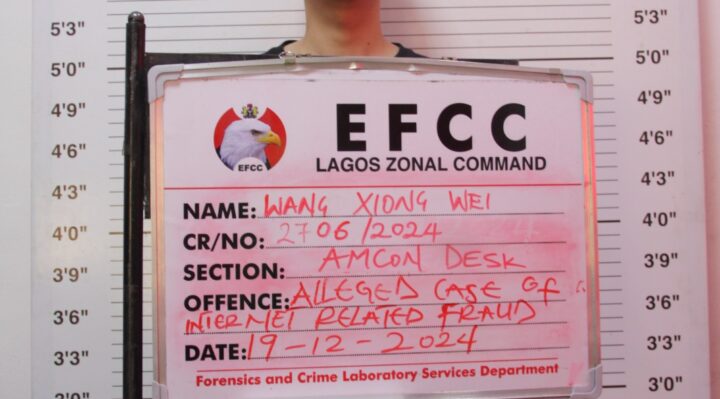 5'3"
5'0"
4'9"
4'6"
4'3"
4'0"
3'9"
3'6"
3'3"
EFCC
EFCC
LAGOS ZONAL COMMAND
NAME: WANG XIONG WEI
CR/NO: 2706/2024
SECTION: AMCON DESK
OFFENCE: ALLEGED CASE OF
INTERNET RELATED FRAUD
DATE: 19-12-2024
Forensics and Crime Laboratory Services Department
5'3"
5'0"
4'9"
4'6"
4'3"
4'0"
3'9"
3'6"
3'3"
3'0"